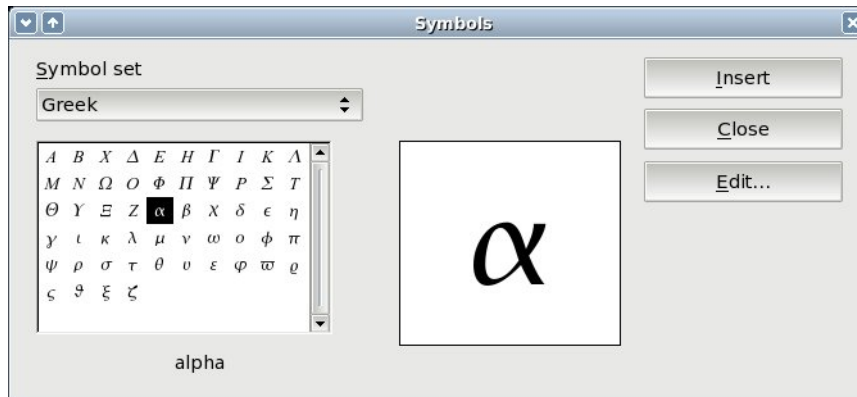 Symbols
Symbol set
Greek
Α Β Χ Δ Ε Η Γ Ι Κ Λ
Μ Ν Ω Ο Φ Π Ψ Ρ Σ Τ
Θ Υ Ξ Ζ α β χ δ ϵ η
γ ι κ λ μ ν ω ο ϕ π
ψ ρ σ τ θ υ ε φ ϖ ϱ
ς ϑ ξ ζ
alpha
α
Insert
Close
Edit...